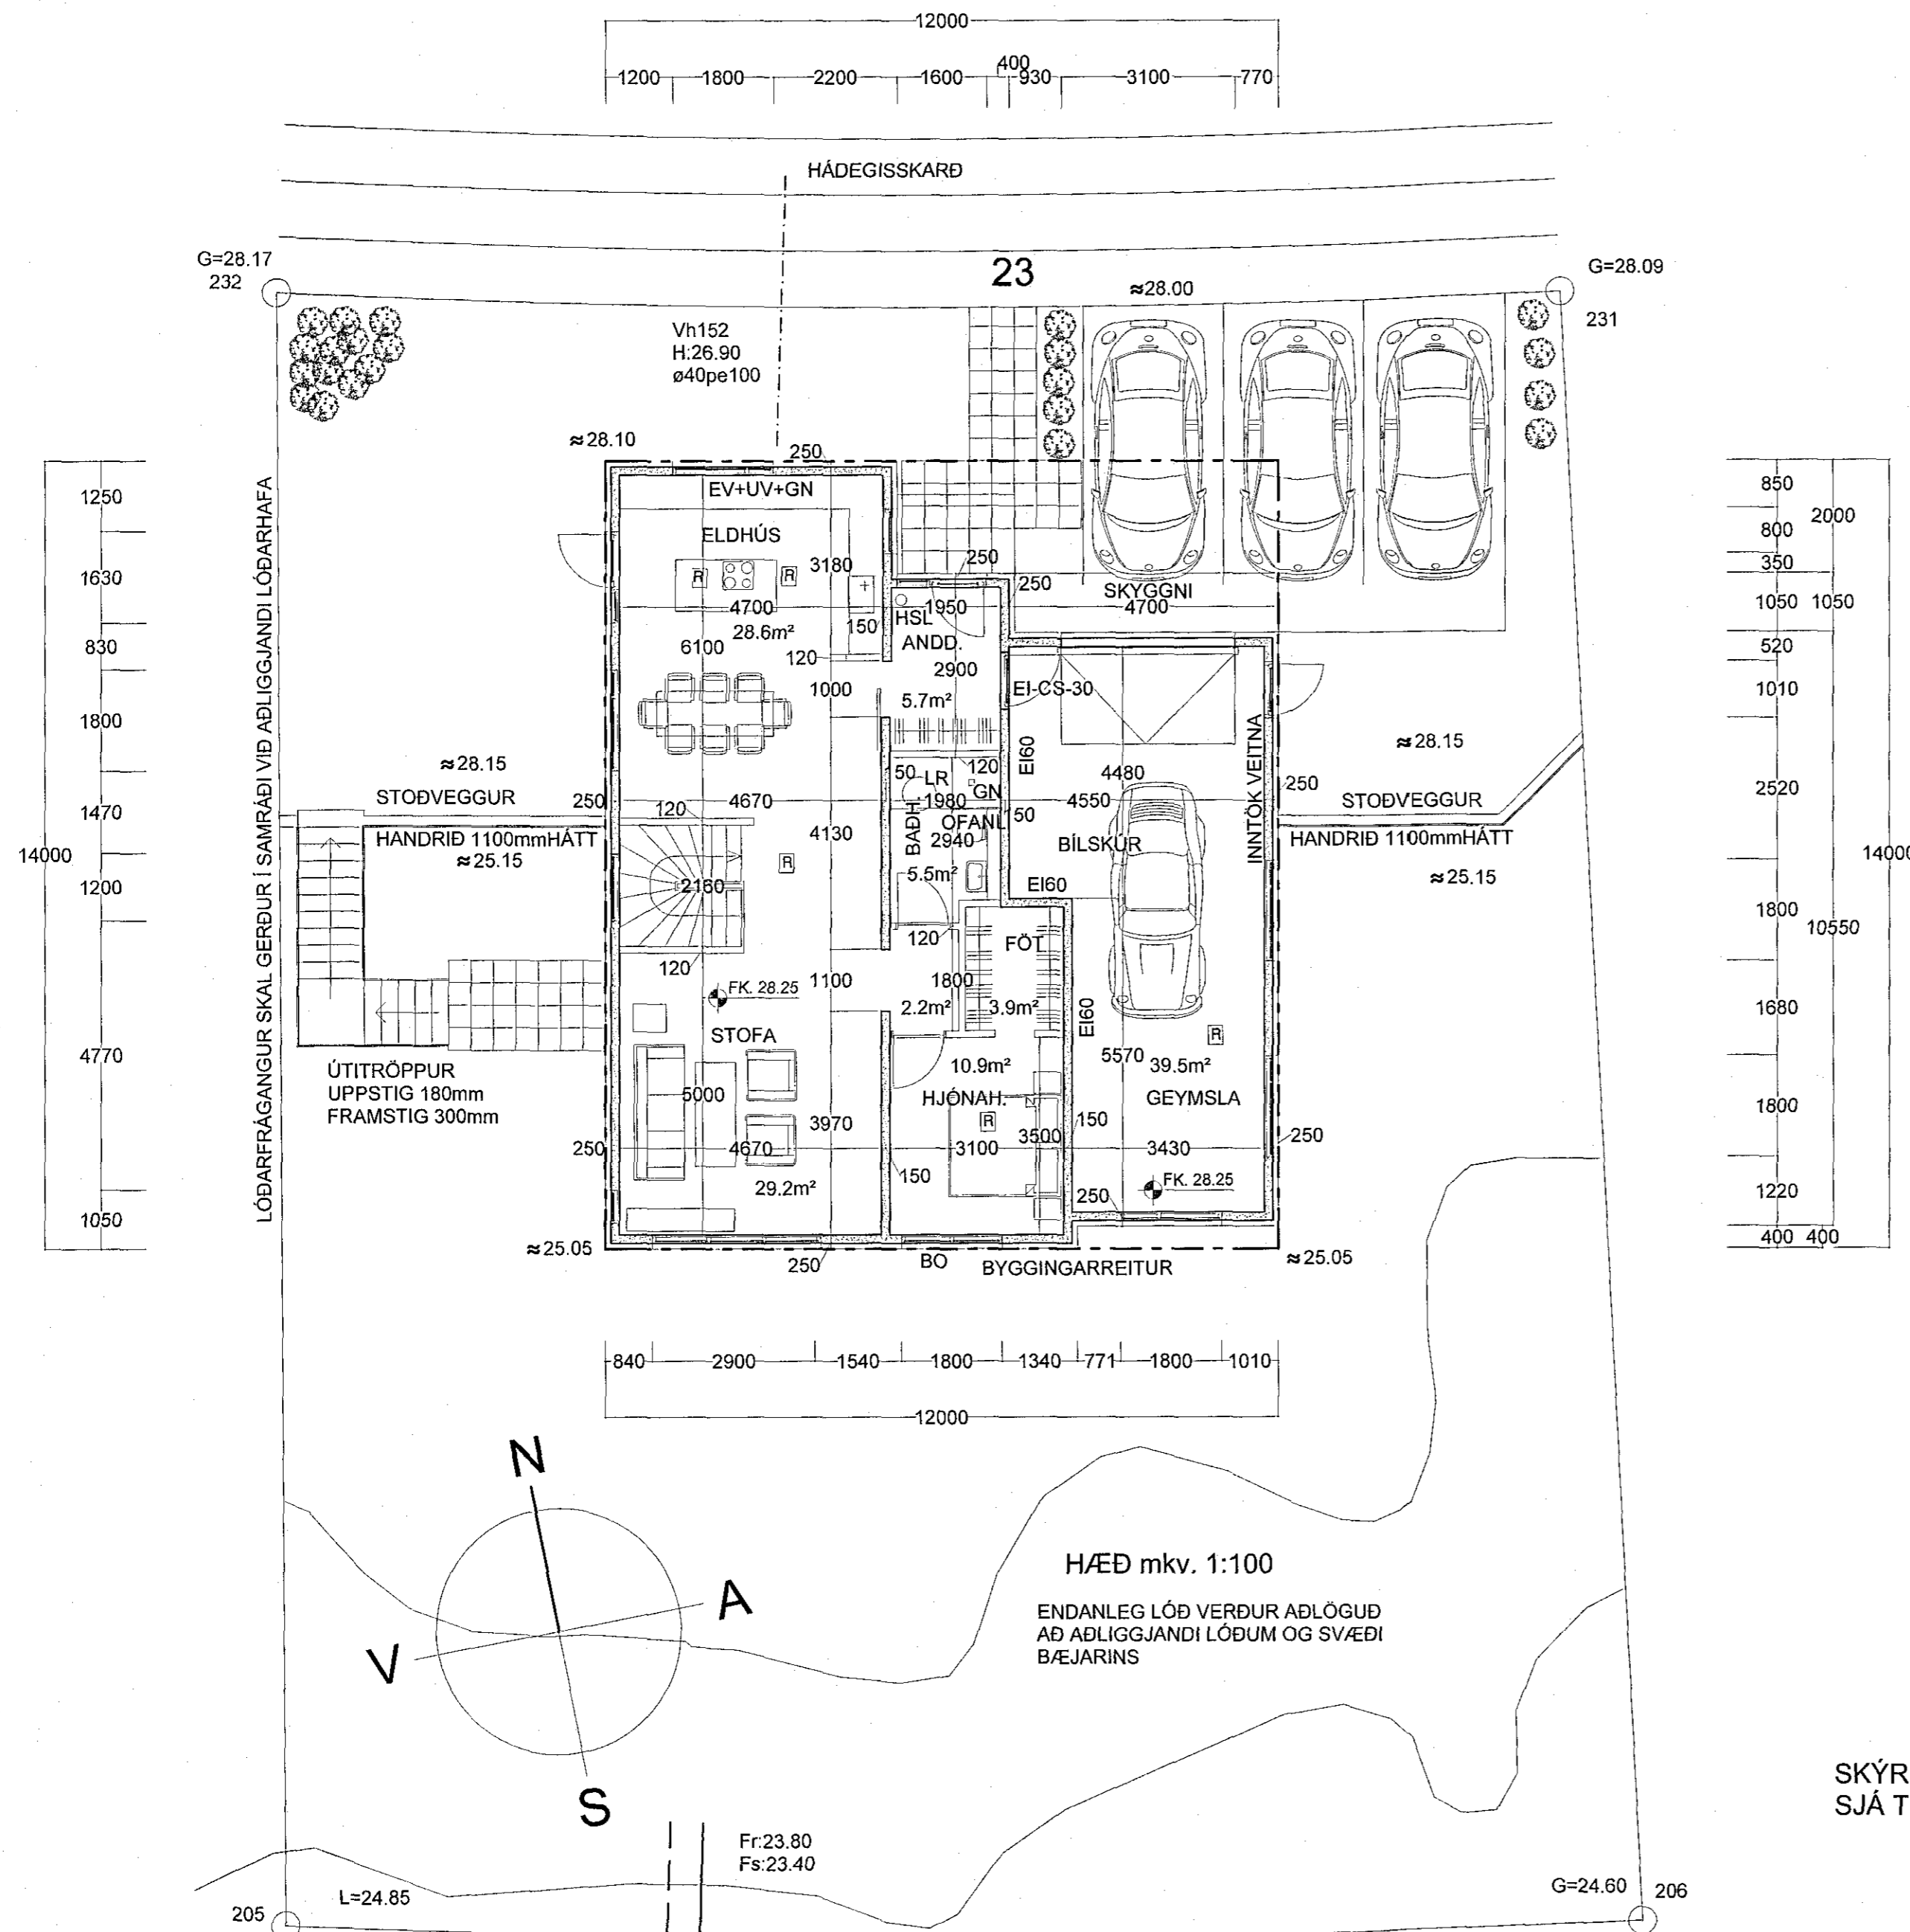 12000
1200 1800 2200 1600 400 930 3100 770
HÁDEGISSKARÐ
G=28.17
232
23
≈28.00
G=28.09
231
Vh152
H:26.90
ø40pe100
≈28.10
250
EV+UV+GN
ELDHÚS
R
R
3180
4700
28.6m²
6100
150
120
1000
250
250
1950
HSL
ANDD.
2900
5.7m²
SKYGGNI
4700
EI-CS-30
EI60
INNTÖK VEITNA
≈28.15
≈28.15
STOÐVEGGUR
HANDRIÐ 1100mmHÁTT
≈25.15
250
120
4670
4130
R
2160
120
50
LR
120
GN
1980
OFANL
BAÐH.
2940
5.5m²
150
4480
4550
BÍLSKÚR
EI60
250
STOÐVEGGUR
HANDRIÐ 1100mmHÁTT
≈25.15
120
FÖT
1100
1800
2.2m²
3.9m²
FK. 28.25
STOFA
EI60
R
5570
39.5m²
GEYMSLA
10.9m²
HJÓNAH.
R
5000
3970
250
4670
3100
3500
150
3430
250
150
29.2m²
250
FK. 28.25
≈25.05
250
BO
BYGGINGARREITUR
≈25.05
ÚTITRÖPPUR
UPPSTIG 180mm
FRAMSTIG 300mm
LÓÐARFRÁGANGUR SKAL GERÐUR Í SAMRÁÐI VIÐ AÐLIGGJANDI LÓÐARHAFA
1250
1630
830
1800
1470
14000
1200
4770
1050
850
800
2000
350
1050 1050
520
1010
2520
14000
1800
10550
1680
1800
1220
400 400
840 2900 1540 1800 1340 771 1800 1010
12000
N
A
V
S
HÆÐ mkv. 1:100
ENDANLEG LÓÐ VERÐUR AÐLÖGUÐ
AÐ AÐLIGGJANDI LÓÐUM OG SVÆÐI
BÆJARINS
SKÝR
SJÁ T
Fr:23.80
Fs:23.40
L=24.85
205
G=24.60
206